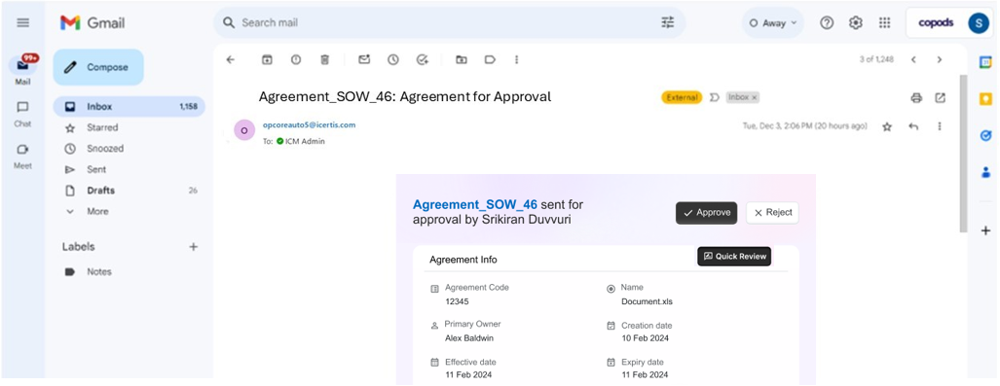 Gmail
Search mail
Away
copods
S
99+
Mail
Chat
Meet
Compose
Inbox 1,158
Starred
Snoozed
Sent
Drafts 26
More
Labels
Notes
3 of 1,248
Agreement_SOW_46: Agreement for Approval
External
Inbox x
O
opcoreauto5@icertis.com
To: ICM Admin
Tue, Dec 3, 2:06 PM (20 hours ago)
Agreement_SOW_46 sent for
approval by Srikiran Duvvuri
Approve
Reject
Agreement Info
Quick Review
Agreement Code
12345
Name
Document.xls
Primary Owner
Alex Baldwin
Creation date
10 Feb 2024
Effective date
11 Feb 2024
Expiry date
11 Feb 2024